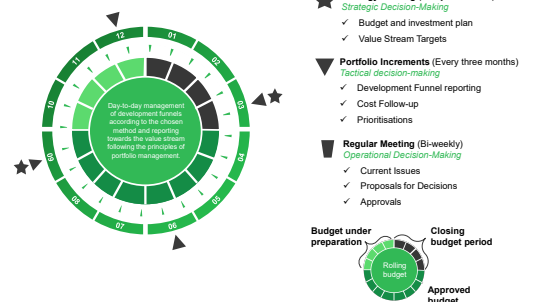 12
01
11
02
10
03
09
04
08
05
07
06
Day-to-day management
of development funnels
according to the chosen
method and reporting
towards the value stream
following the principles of
portfolio management.
Strategic Decision-Making
✓ Budget and investment plan
✓ Value Stream Targets
Portfolio Increments (Every three months)
Tactical decision-making
✓ Development Funnel reporting
✓ Cost Follow-up
✓ Prioritisations
Regular Meeting (Bi-weekly)
Operational Decision-Making
✓ Current Issues
✓ Proposals for Decisions
✓ Approvals
Budget under
preparation
Closing
budget period
Rolling
budget
Approved
budget